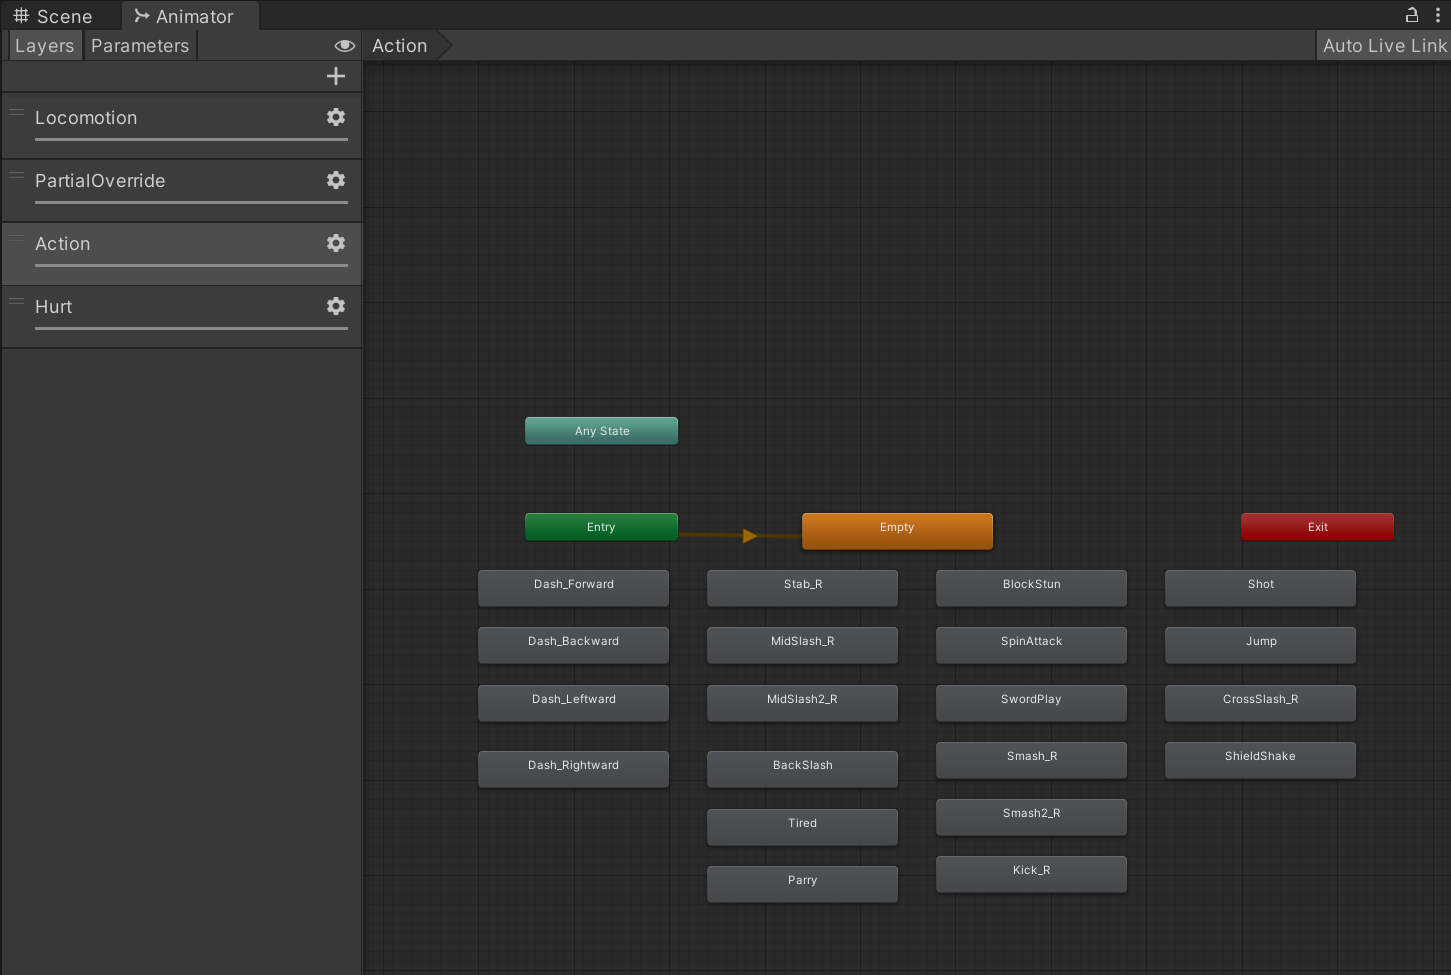 Scene
Animator
Layers
Parameters
Action
Auto Live Link
Locomotion
PartialOverride
Action
Hurt
Any State
Entry
Empty
Exit
Dash_Forward
Stab_R
BlockStun
Shot
Dash_Backward
MidSlash_R
SpinAttack
Jump
Dash_Leftward
MidSlash2_R
SwordPlay
CrossSlash_R
Dash_Rightward
BackSlash
Smash_R
ShieldShake
Tired
Smash2_R
Parry
Kick_R